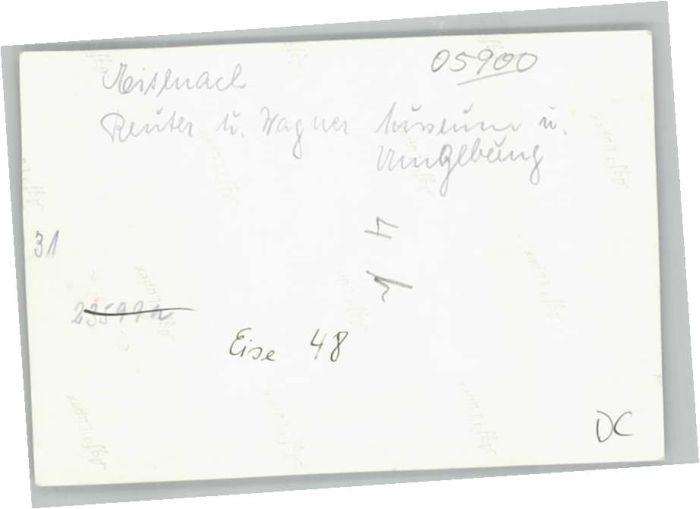 05900
Eisenach
Reuter u. Wagner Museum u.
Umgebung
31
Eise 48
DC